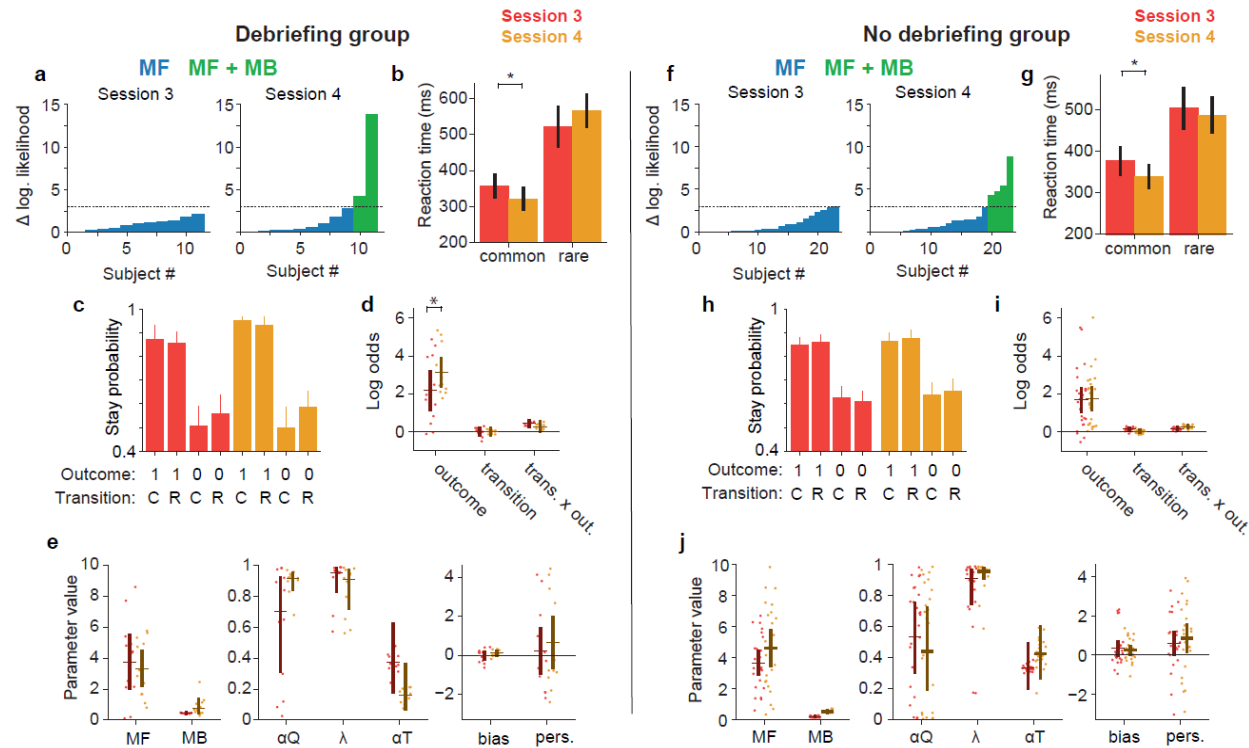 Debriefing group
Session 3
Session 4
No debriefing group
Session 3
Session 4
a
MF MF + MB
Session 3
Session 4
Δ log. likelihood
15
10
5
0
15
10
5
0
0 5 10
0 5 10
Subject #
Subject #
b
Reaction time (ms)
600
500
400
300
200
*
common rare
f
MF MF + MB
Session 3
Session 4
Δ log. likelihood
15
10
5
0
15
10
5
0
0 10 20
0 10 20
Subject #
Subject #
g
Reaction time (ms)
500
400
300
200
*
common rare
c
Stay probability
1
0.4
Outcome: 1 1 0 0 1 1 0 0
Transition: C R C R C R C R
d
Log odds
6
4
2
0
*
outcome
transition
trans. x out.
h
Stay probability
1
0.4
Outcome: 1 1 0 0 1 1 0 0
Transition: C R C R C R C R
i
Log odds
6
4
2
0
outcome
transition
trans. x out.
e
Parameter value
10
8
6
4
2
0
MF MB
1
0.8
0.6
0.4
0.2
0
αQ λ αT
4
2
0
−2
bias pers.
j
Parameter value
10
8
6
4
2
0
MF MB
1
0.8
0.6
0.4
0.2
0
αQ λ αT
4
2
0
−2
bias pers.